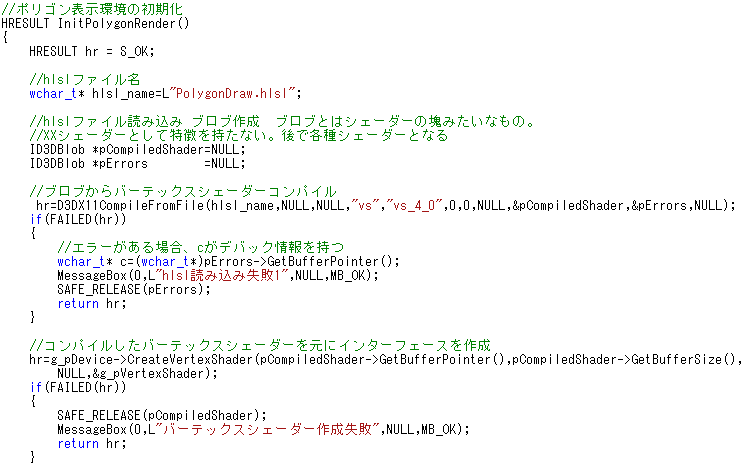 //ポリゴン表示環境の初期化
HRESULT InitPolygonRender()
{
    HRESULT hr = S_OK;

    //hlslファイル名
    wchar_t* hlsl_name=L"PolygonDraw.hlsl";

    //hlslファイル読み込み ブロブ作成　ブロブとはシェーダーの塊みたいなもの。
    //XXシェーダーとして特徴を持たない。後で各種シェーダーとなる
    ID3DBlob *pCompiledShader=NULL;
    ID3DBlob *pErrors        =NULL;

    //ブロブからバーテックスシェーダーコンパイル
     hr=D3DX11CompileFromFile(hlsl_name,NULL,NULL,"vs","vs_4_0",0,0,NULL,&pCompiledShader,&pErrors,NULL);
    if(FAILED(hr))
    {
        //エラーがある場合、cがデバック情報を持つ
        wchar_t* c=(wchar_t*)pErrors->GetBufferPointer();
        MessageBox(0,L"hlsl読み込み失敗1",NULL,MB_OK);
        SAFE_RELEASE(pErrors);
        return hr;
    }

    //コンパイルしたバーテックスシェーダーを元にインターフェースを作成
    hr=g_pDevice->CreateVertexShader(pCompiledShader->GetBufferPointer(),pCompiledShader->GetBufferSize(),
        NULL,&g_pVertexShader);
    if(FAILED(hr))
    {
        SAFE_RELEASE(pCompiledShader);
        MessageBox(0,L"バーテックスシェーダー作成失敗",NULL,MB_OK);
        return hr;
    }